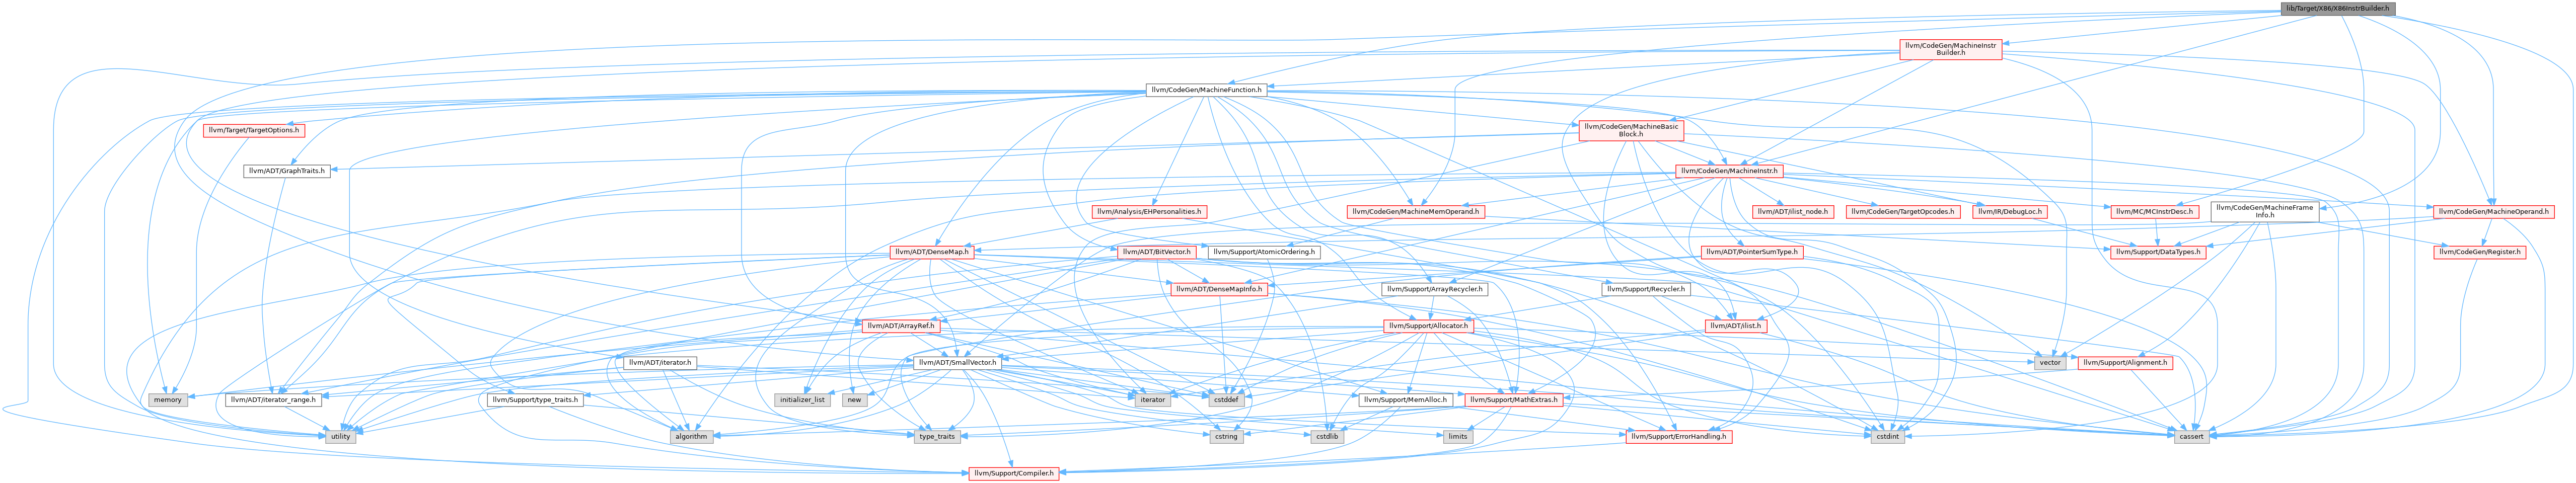 lib/Target/X86/X86InstrBuilder.h
llvm/CodeGen/MachineInstr
Builder.h
llvm/CodeGen/MachineFunction.h
llvm/Target/TargetOptions.h
llvm/CodeGen/MachineBasic
Block.h
llvm/ADT/GraphTraits.h
llvm/CodeGen/MachineInstr.h
llvm/Analysis/EHPersonalities.h
llvm/CodeGen/MachineMemOperand.h
llvm/ADT/ilist_node.h
llvm/CodeGen/TargetOpcodes.h
llvm/IR/DebugLoc.h
llvm/MC/MCInstrDesc.h
llvm/CodeGen/MachineFrame
Info.h
llvm/CodeGen/MachineOperand.h
llvm/ADT/DenseMap.h
llvm/ADT/BitVector.h
llvm/Support/AtomicOrdering.h
llvm/ADT/PointerSumType.h
llvm/Support/DataTypes.h
llvm/CodeGen/Register.h
llvm/ADT/DenseMapInfo.h
llvm/Support/ArrayRecycler.h
llvm/Support/Recycler.h
llvm/ADT/ArrayRef.h
llvm/Support/Allocator.h
llvm/ADT/ilist.h
llvm/ADT/iterator.h
llvm/ADT/SmallVector.h
vector
llvm/Support/Alignment.h
memory
llvm/ADT/iterator_range.h
llvm/Support/type_traits.h
initializer_list
new
iterator
cstddef
llvm/Support/MemAlloc.h
llvm/Support/MathExtras.h
utility
algorithm
type_traits
cstring
cstdlib
limits
llvm/Support/ErrorHandling.h
cstdint
cassert
llvm/Support/Compiler.h